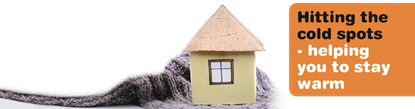 Hitting the
cold spots
- helping
you to stay
warm